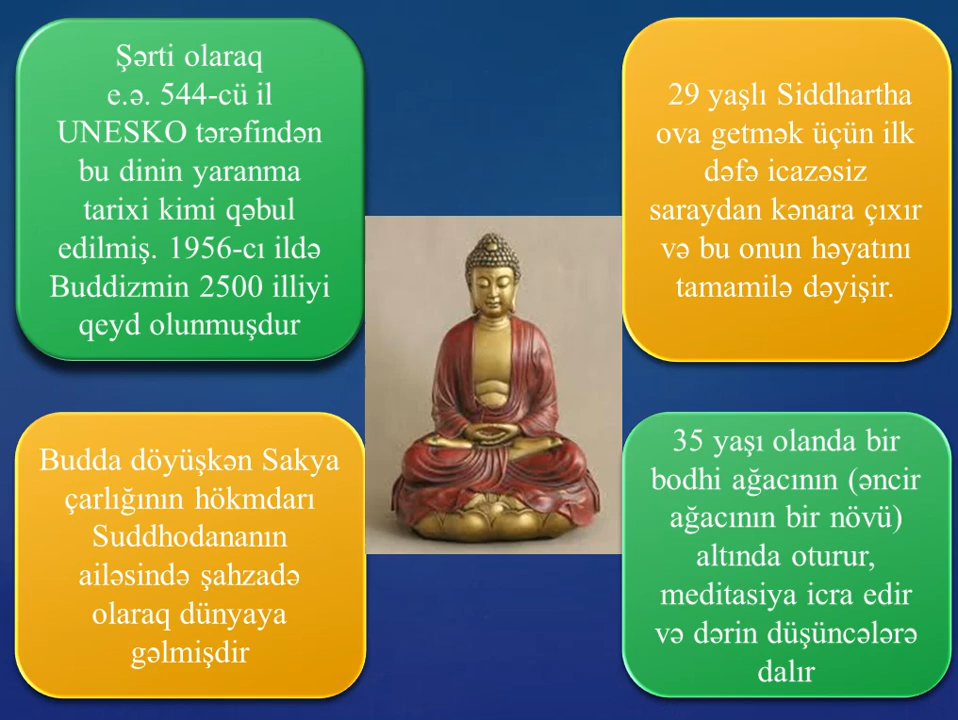 Şərti olaraq
e.ə. 544-cü il
UNESKO tərəfindən
bu dinin yaranma
tarixi kimi qəbul
edilmiş. 1956-cı ildə
Buddizmin 2500 illiyi
qeyd olunmuşdur
29 yaşlı Siddhartha
ova getmək üçün ilk
dəfə icazəsiz
saraydan kənara çıxır
və bu onun həyatını
tamamilə dəyişir.
Budda döyüşkən Sakya
çarlığının hökmdarı
Suddhodananın
ailəsində şahzadə
olaraq dünyaya
gəlmişdir
35 yaşı olanda bir
bodhi ağacının (əncir
ağacının bir növü)
altında oturur,
meditasiya icra edir
və dərin düşüncələrə
dalır